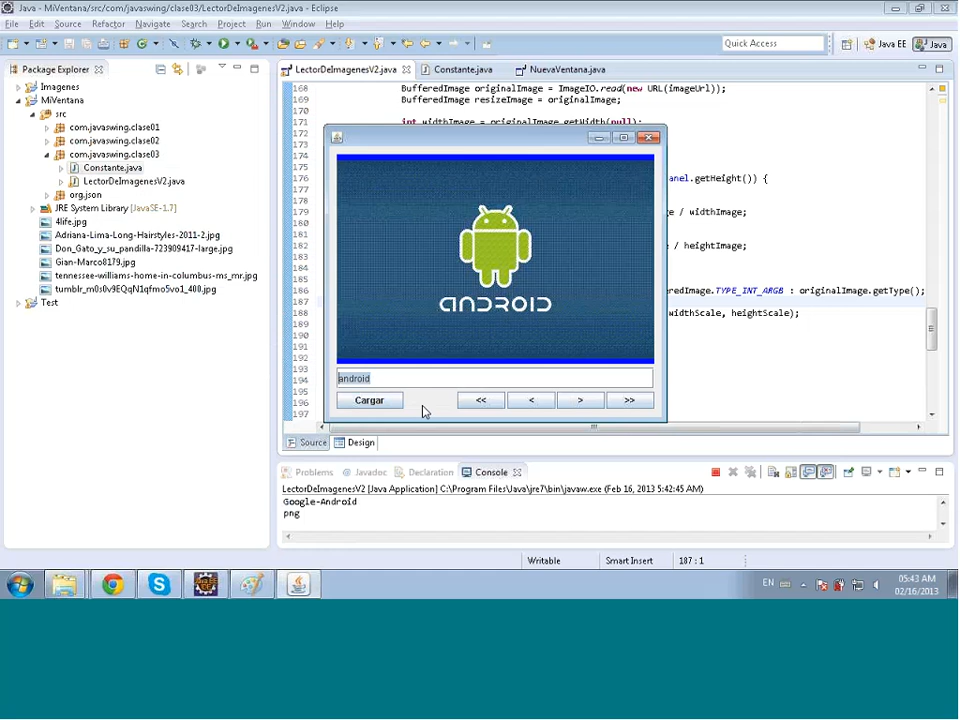 Java - MiVentana/src/com/javaswing/clase03/LectorDeImagenesV2.java - Eclipse
File Edit Source Refactor Navigate Search Project Run Window Help
Quick Access
Java EE
Java
Package Explorer
LectorDeImagenesV2.java
Constante.java
NuevaVentana.java
Imagenes
MiVentana
src
com.javaswing.clase01
com.javaswing.clase02
com.javaswing.clase03
Constante.java
LectorDeImagenesV2.java
org.json
JRE System Library [JavaSE-1.7]
4life.jpg
Adriana-Lima-Long-Hairstyles-2011-2.jpg
Don_Gato_y_su_pandilla-723909417-large.jpg
Gian-Marco8179.jpg
tennessee-williams-home-in-columbus-ms_mr.jpg
tumblr_m0s0v9EQqN1qfmo5vo1_400.jpg
Test
168 BufferedImage originalImage = ImageIO.read(new URL(imageUrl));
169 BufferedImage resizeImage = originalImage;
170
171 int widthImage = originalImage.getWidth(null);
172
173
174
175
176 anel.getHeight()) {
178
179 ge / widthImage;
181
182 / heightImage;
183
184
185
186 eredImage.TYPE_INT_ARGB : originalImage.getType();
187
188 widthScale, heightScale);
189
190
191
192
193
194
195
196
197
ANDROID
android
Cargar << < > >>
Source Design
Problems Javadoc Declaration Console
LectorDeImagenesV2 [Java Application] C:\Program Files\Java\jre7\bin\javaw.exe (Feb 16, 2013 5:42:45 AM)
Google-Android
png
Writable Smart Insert 187 : 1
EN
05:43 AM
02/16/2013